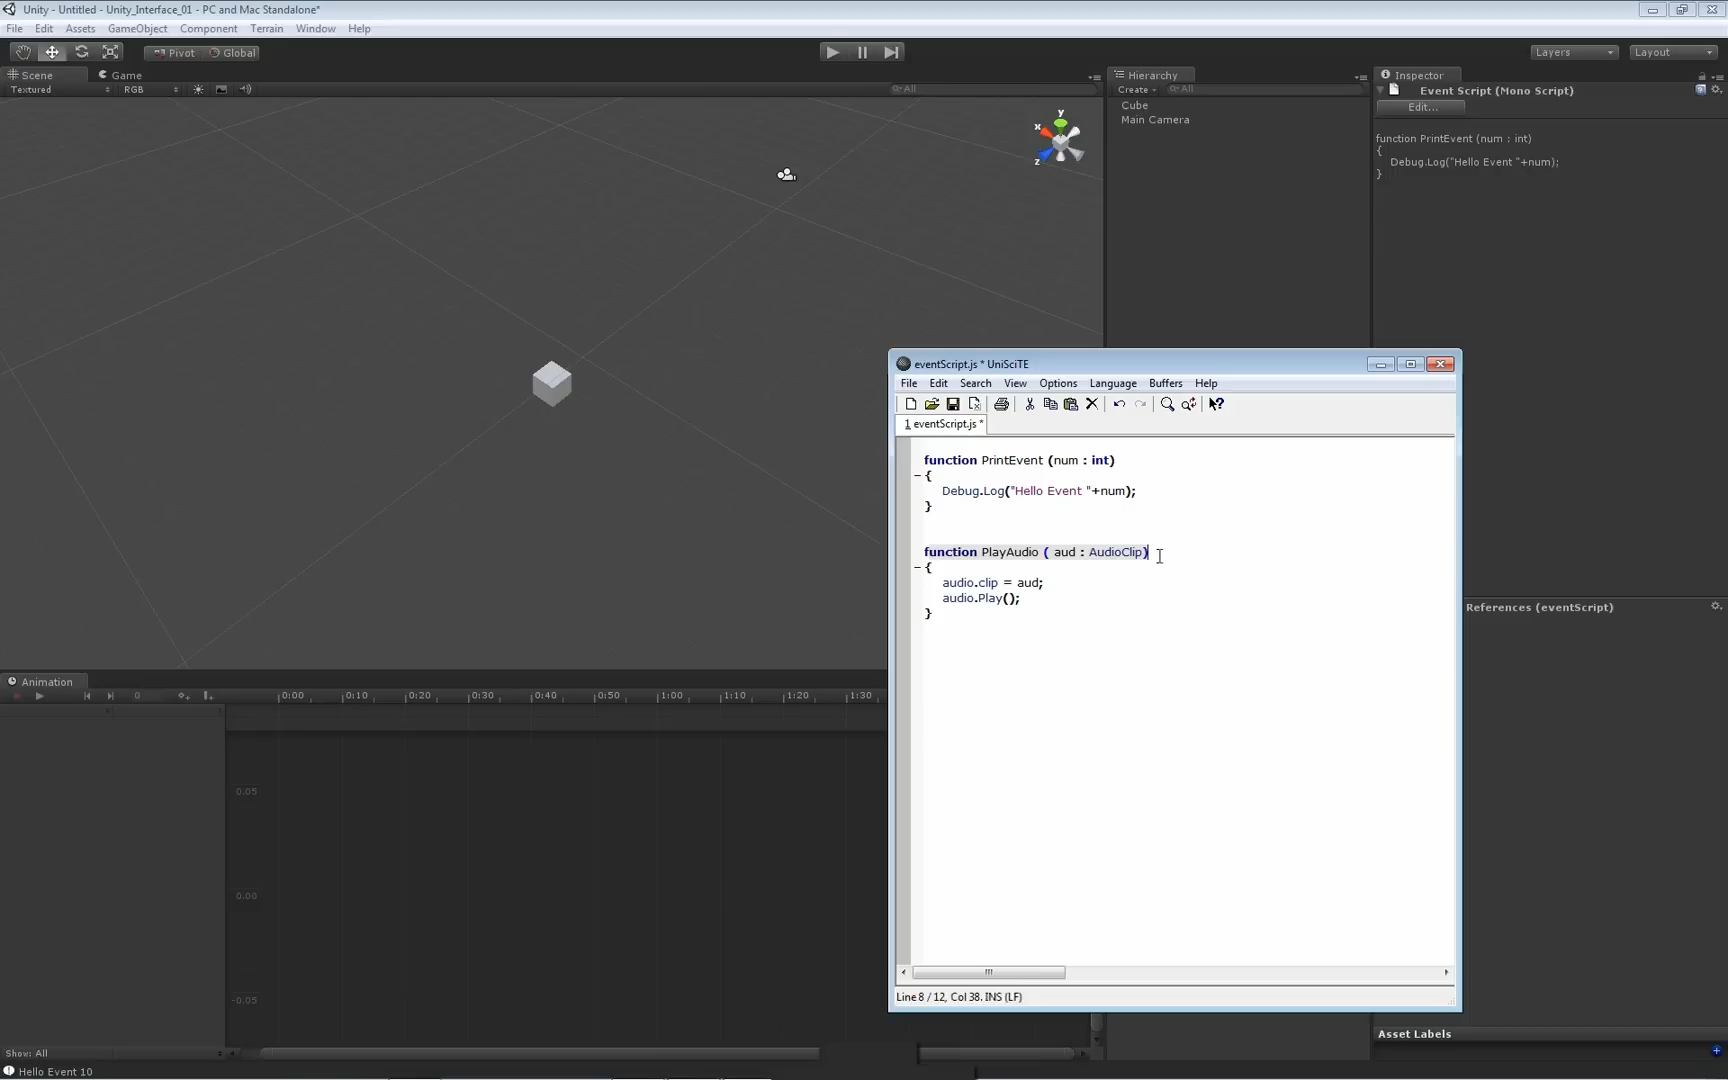 Unity - Untitled - Unity_Interface_01 - PC and Mac Standalone*
File Edit Assets GameObject Component Terrain Window Help
Pivot Global
Layers Layout
Scene Game
Textured RGB All
Hierarchy
Create All
Cube
Main Camera
Inspector
Event Script (Mono Script)
Edit...
function PrintEvent (num : int)
{
Debug.Log("Hello Event "+num);
}
eventScript.js * UniSciTE
File Edit Search View Options Language Buffers Help
1 eventScript.js *
function PrintEvent (num : int)
{
Debug.Log("Hello Event "+num);
}
function PlayAudio ( aud : AudioClip)
{
audio.clip = aud;
audio.Play();
}
Line 8 / 12, Col 38. INS (LF)
References (eventScript)
Asset Labels
Animation
0 0:00 0:10 0:20 0:30 0:40 0:50 1:00 1:10 1:20 1:30
0.05
0.00
-0.05
Show: All
Hello Event 10